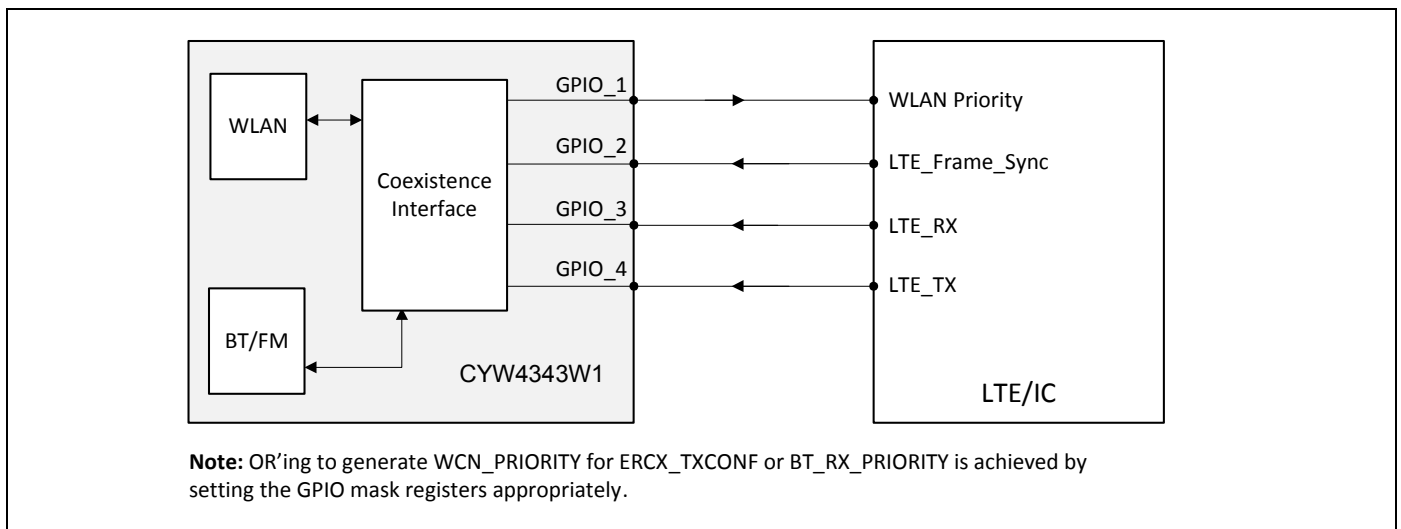 GPIO_1
WLAN Priority
WLAN
GPIO_2
LTE_Frame_Sync
Coexistence
Interface
GPIO_3
LTE_RX
GPIO_4
LTE_TX
BT/FM
CYW4343W1
LTE/IC
Note: OR'ing to generate WCN_PRIORITY for ERCX_TXCONF or BT_RX_PRIORITY is achieved by
setting the GPIO mask registers appropriately.